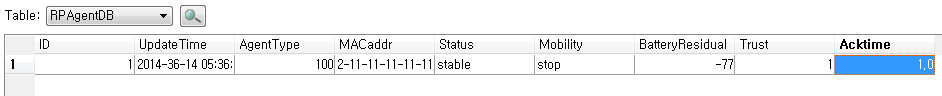 Table: RPAgentDB
ID UpdateTime AgentType MACaddr Status Mobility BatteryResidual Trust Acktime
1 1 2014-36-14 05:36: 100 2-11-11-11-11-11 stable stop -77 1 1,0